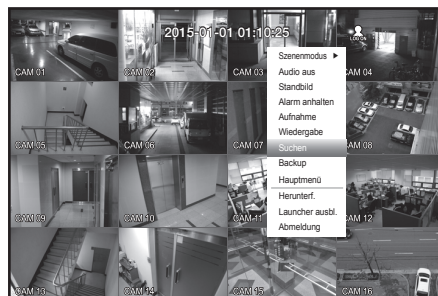 2015-01-01 01:10:25
LOG ON
CAM 01
CAM 02
CAM 03
CAM 04
Szenenmodus
Audio aus
Standbild
Alarm anhalten
Aufnahme
Wiedergabe
Suchen
Backup
Hauptmenü
Herunterf.
Launcher ausbl.
Abmeldung
CAM 05
CAM 06
CAM 07
CAM 08
CAM 09
CAM 10
CAM 11
CAM 12
CAM 13
CAM 14
CAM 15
CAM 16